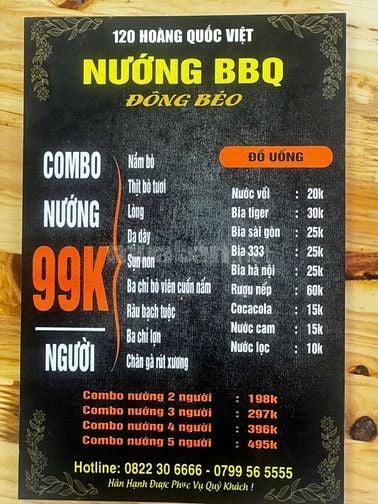 120 HOÀNG QUỐC VIỆT
NƯỚNG BBQ
ĐÔNG BÉO
COMBO
NƯỚNG
99K
NGƯỜI
Nầm bò
Thịt bò tươi
Lòng
Dạ dày
Sụn non
Ba chỉ bò viên cuốn nấm
Râu bạch tuộc
Ba chỉ lợn
Chân gà rút xương
ĐỒ UỐNG
Nước vối : 20k
Bia tiger : 30k
Bia sài gòn : 25k
Bia 333 : 25k
Bia hà nội : 25k
Rượu nếp : 60k
Cocacola : 15k
Nước cam : 15k
Nước lọc : 10k
Combo nướng 2 người : 198k
Combo nướng 3 người : 297k
Combo nướng 4 người : 396k
Combo nướng 5 người : 495k
Hotline: 0822 30 6666 - 0799 56 5555
Hân Hạnh Được Phục Vụ Quý Khách !